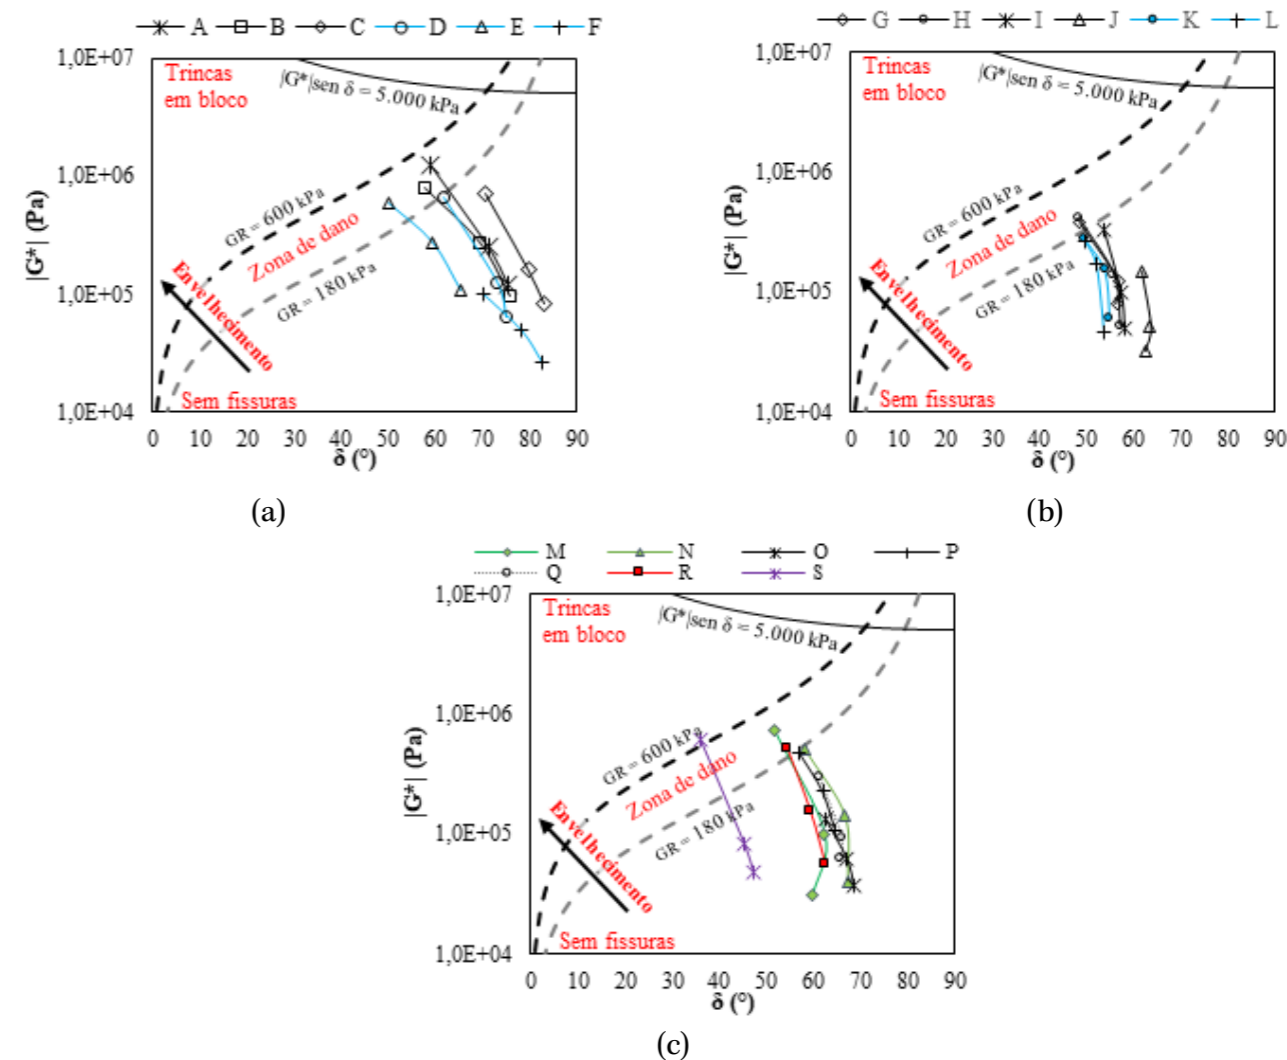 A B C D E F
1,0E+07
1,0E+06
1,0E+05
1,0E+04
|G*| (Pa)
Trincas
em bloco
|G*|sen δ = 5.000 kPa
GR = 600 kPa
Zona de dano
GR = 180 kPa
Envelhecimento
Sem fissuras
0 10 20 30 40 50 60 70 80 90
δ (°)
(a)
G H I J K L
1,0E+07
1,0E+06
1,0E+05
1,0E+04
|G*| (Pa)
Trincas
em bloco
|G*|sen δ = 5.000 kPa
GR = 600 kPa
Zona de dano
GR = 180 kPa
Envelhecimento
Sem fissuras
0 10 20 30 40 50 60 70 80 90
δ (°)
(b)
M N O P
Q R S
1,0E+07
1,0E+06
1,0E+05
1,0E+04
|G*| (Pa)
Trincas
em bloco
|G*|sen δ = 5.000 kPa
GR = 600 kPa
Zona de dano
GR = 180 kPa
Envelhecimento
Sem fissuras
0 10 20 30 40 50 60 70 80 90
δ (°)
(c)